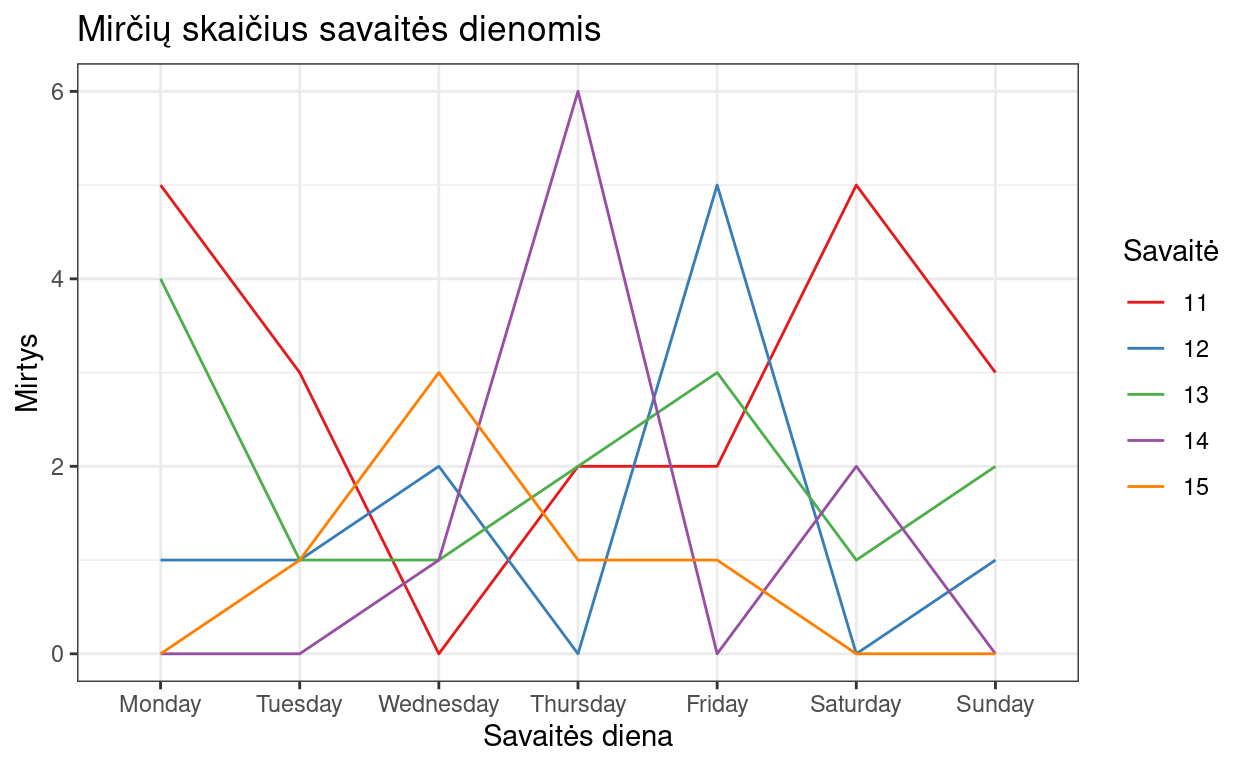 Mirčių skaičius savaitės dienomis
6
4
2
0
Mirtys
Monday Tuesday Wednesday Thursday Friday Saturday Sunday
Savaitės diena
Savaitė
11
12
13
14
15